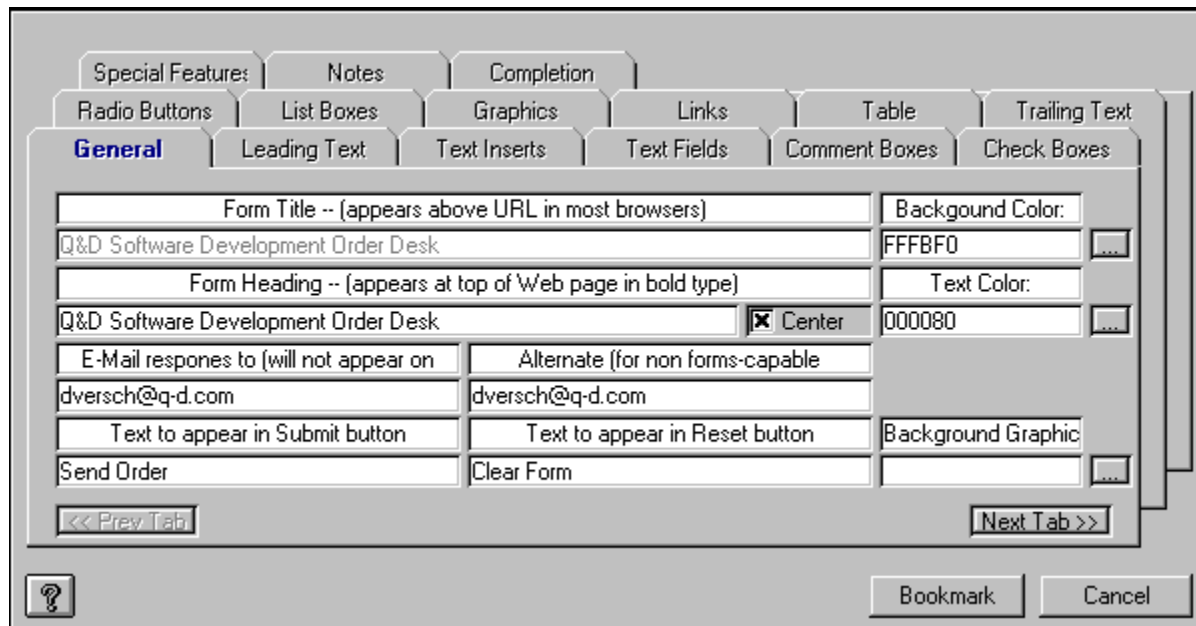 Special Features Notes Completion
Radio Buttons List Boxes Graphics Links Table Trailing Text
General Leading Text Text Inserts Text Fields Comment Boxes Check Boxes
Form Title -- (appears above URL in most browsers) Backgound Color:
Q&D Software Development Order Desk FFFBF0 ...
Form Heading -- (appears at top of Web page in bold type) Text Color:
Q&D Software Development Order Desk Center 000080 ...
E-Mail respones to (will not appear on Alternate (for non forms-capable
dversch@q-d.com dversch@q-d.com
Text to appear in Submit button Text to appear in Reset button Background Graphic
Send Order Clear Form ...
<< Prev Tab Next Tab >>
? Bookmark Cancel